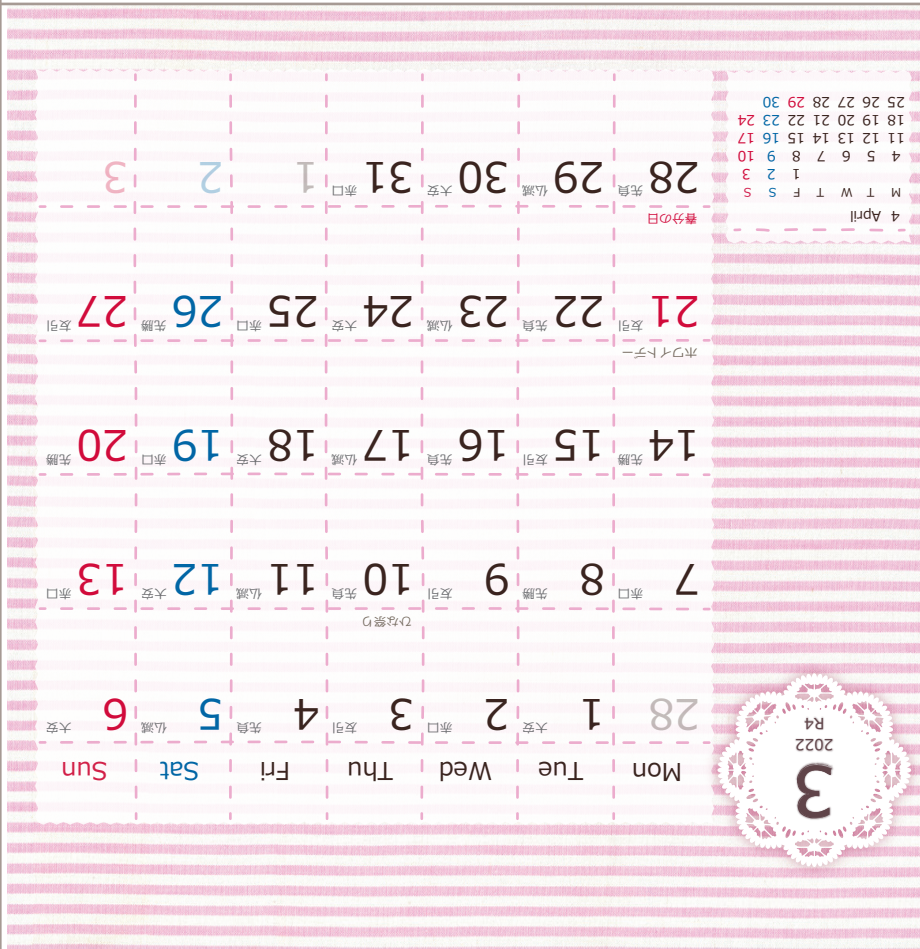 3
2022
R4
Mon Tue Wed Thu Fri Sat Sun
28 1 大安 2 赤口 3 友引 4 先負 5 仏滅 6 大安
ひな祭り
7 赤口 8 先勝 9 友引 10 先負 11 仏滅 12 大安 13 赤口
14 先勝 15 友引 16 先負 17 仏滅 18 大安 19 赤口 20 先勝
ホワイトデー
21 友引 22 先負 23 仏滅 24 大安 25 赤口 26 先勝 27 友引
春分の日
28 先負 29 仏滅 30 大安 31 赤口 1 2 3
4 April
M T W T F S S
1 2 3
4 5 6 7 8 9 10
11 12 13 14 15 16 17
18 19 20 21 22 23 24
25 26 27 28 29 30